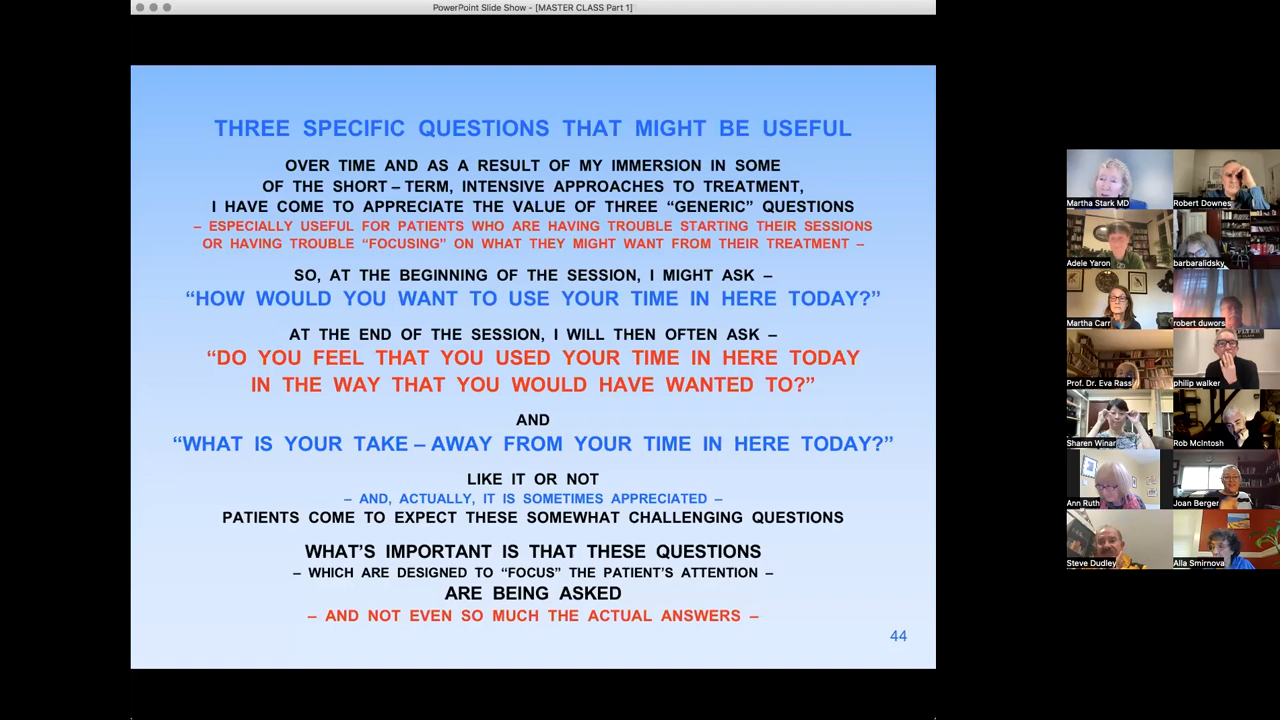 PowerPoint Slide Show - [MASTER CLASS Part 1]
THREE SPECIFIC QUESTIONS THAT MIGHT BE USEFUL
OVER TIME AND AS A RESULT OF MY IMMERSION IN SOME
OF THE SHORT – TERM, INTENSIVE APPROACHES TO TREATMENT,
I HAVE COME TO APPRECIATE THE VALUE OF THREE “GENERIC” QUESTIONS
– ESPECIALLY USEFUL FOR PATIENTS WHO ARE HAVING TROUBLE STARTING THEIR SESSIONS
OR HAVING TROUBLE “FOCUSING” ON WHAT THEY MIGHT WANT FROM THEIR TREATMENT –
SO, AT THE BEGINNING OF THE SESSION, I MIGHT ASK –
“HOW WOULD YOU WANT TO USE YOUR TIME IN HERE TODAY?”
AT THE END OF THE SESSION, I WILL THEN OFTEN ASK –
“DO YOU FEEL THAT YOU USED YOUR TIME IN HERE TODAY
IN THE WAY THAT YOU WOULD HAVE WANTED TO?”
AND
“WHAT IS YOUR TAKE – AWAY FROM YOUR TIME IN HERE TODAY?”
LIKE IT OR NOT
– AND, ACTUALLY, IT IS SOMETIMES APPRECIATED –
PATIENTS COME TO EXPECT THESE SOMEWHAT CHALLENGING QUESTIONS
WHAT’S IMPORTANT IS THAT THESE QUESTIONS
– WHICH ARE DESIGNED TO “FOCUS” THE PATIENT’S ATTENTION –
ARE BEING ASKED
– AND NOT EVEN SO MUCH THE ACTUAL ANSWERS –
44
Martha Stark MD
Robert Downes
Adele Yaron
barbaralidsky
Martha Carr
robert duwors
Prof. Dr. Eva Rass
philip walker
Sharen Winar
Rob McIntosh
Ann Ruth
Joan Berger
Steve Dudley
Alla Smirnova